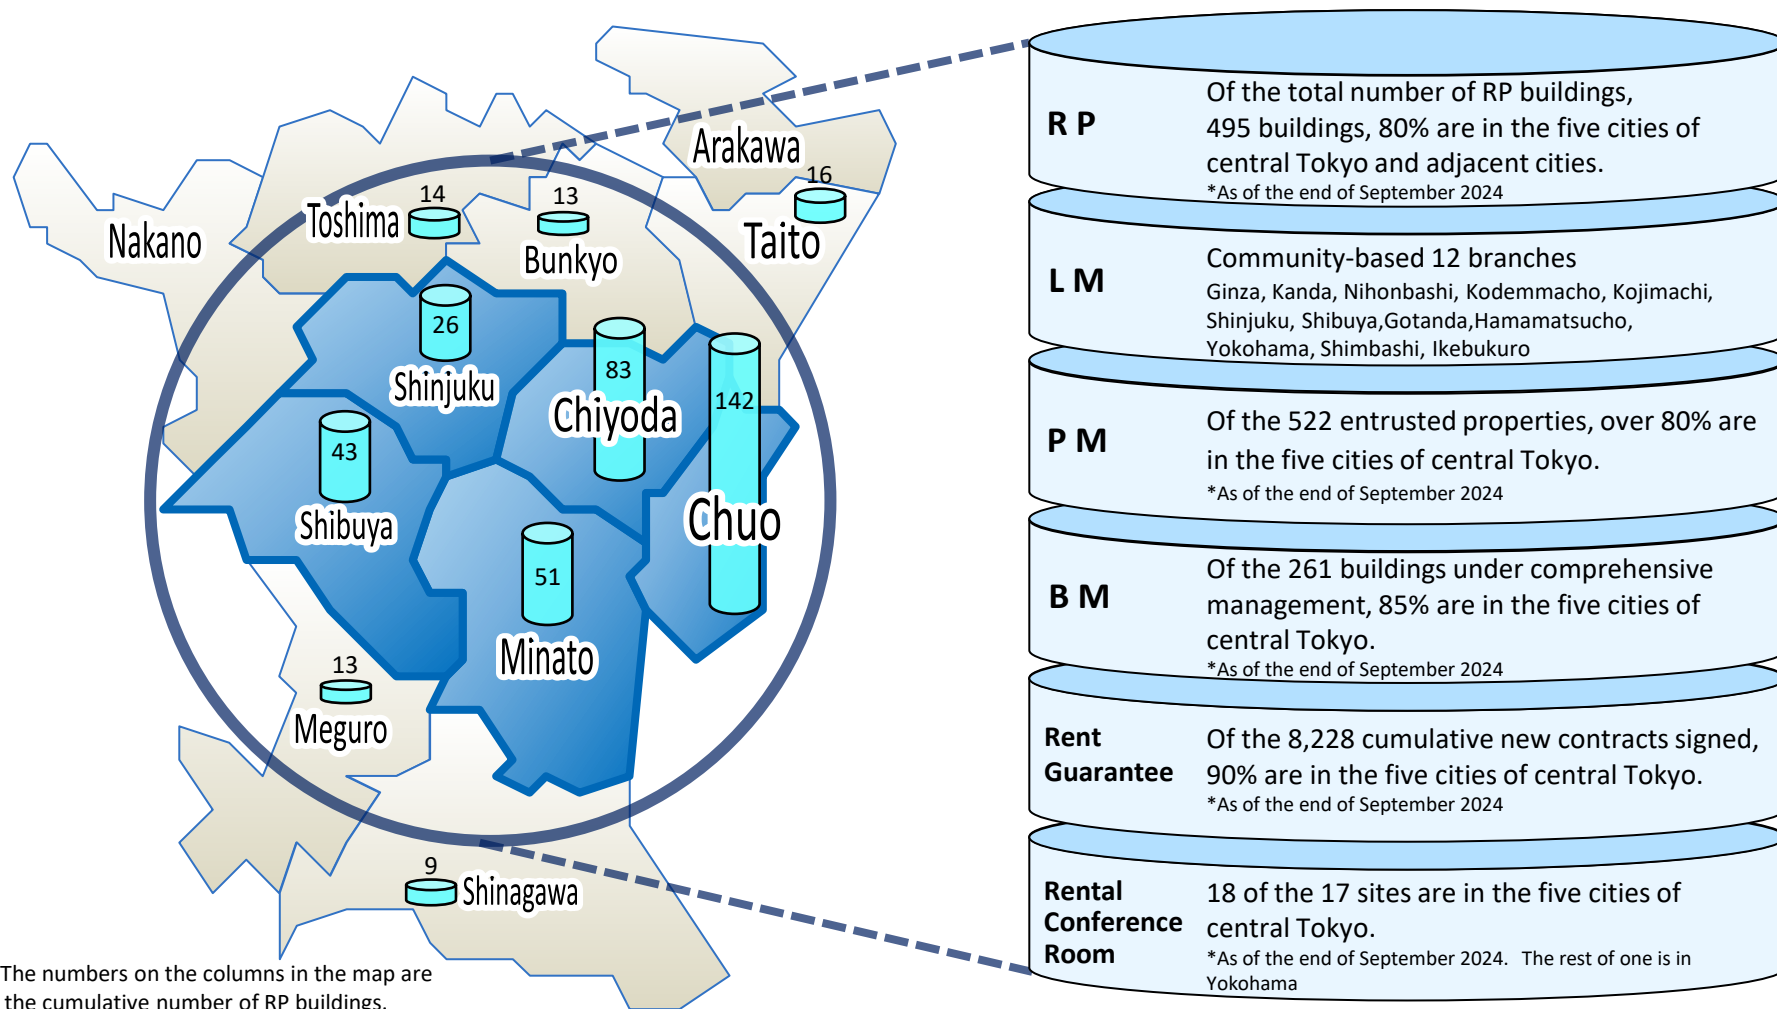 Arakawa
16
Taito
14
Toshima
13
Bunkyo
Nakano
26
Shinjuku
83
Chiyoda
142
Chuo
43
Shibuya
51
Minato
13
Meguro
9
Shinagawa
The numbers on the columns in the map are
the cumulative number of RP buildings.
R P
Of the total number of RP buildings,
495 buildings, 80% are in the five cities of
central Tokyo and adjacent cities.
*As of the end of September 2024
L M
Community-based 12 branches
Ginza, Kanda, Nihonbashi, Kodemmacho, Kojimachi,
Shinjuku, Shibuya,Gotanda,Hamamatsucho,
Yokohama, Shimbashi, Ikebukuro
P M
Of the 522 entrusted properties, over 80% are
in the five cities of central Tokyo.
*As of the end of September 2024
B M
Of the 261 buildings under comprehensive
management, 85% are in the five cities of
central Tokyo.
*As of the end of September 2024
Rent
Guarantee
Of the 8,228 cumulative new contracts signed,
90% are in the five cities of central Tokyo.
*As of the end of September 2024
Rental
Conference
Room
18 of the 17 sites are in the five cities of
central Tokyo.
*As of the end of September 2024. The rest of one is in
Yokohama